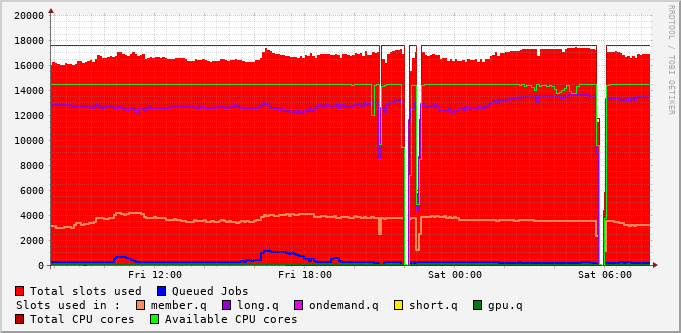 20000
18000
16000
14000
12000
10000
8000
6000
4000
2000
0
Fri 12:00 Fri 18:00 Sat 00:00 Sat 06:00
Total slots used Queued Jobs
Slots used in : member.q long.q ondemand.q short.q gpu.q
Total CPU cores Available CPU cores
RRDTOOL / TOBI OETIKER